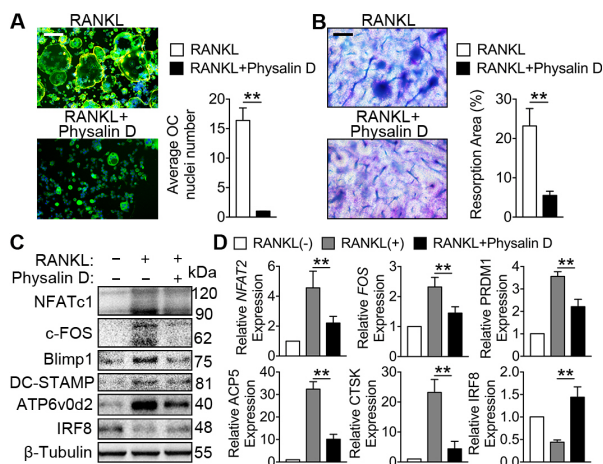 A
RANKL
RANKL+
Physalin D
RANKL
RANKL+Physalin D
Average OC
nuclei number
20
15
10
5
0
**
B
RANKL
RANKL+
Physalin D
RANKL
RANKL+Physalin D
Resorption Area (%)
30
20
10
0
**
C
RANKL: − + +
Physalin D: − − + kDa
NFATc1 120
90
c-FOS 62
Blimp1 75
DC-STAMP 81
ATP6v0d2 40
IRF8 48
β-Tubulin 55
D
RANKL(-) RANKL(+) RANKL+Physalin D
Relative NFAT2
Expression
6
4
2
0
**
Relative FOS
Expression
3
2
1
0
**
Relative PRDM1
Expression
4
3
2
1
0
**
Relative ACP5
Expression
40
30
20
10
0
**
Relative CTSK
Expression
30
20
10
0
**
Relative IRF8
Expression
2.0
1.5
1.0
0.5
0.0
**